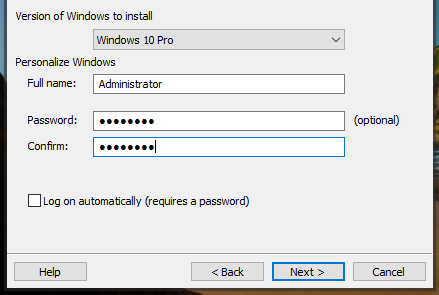 Version of Windows to install
Windows 10 Pro
Personalize Windows
Full name: Administrator
Password: ●●●●●●●● (optional)
Confirm: ●●●●●●●●
Log on automatically (requires a password)
Help < Back Next > Cancel